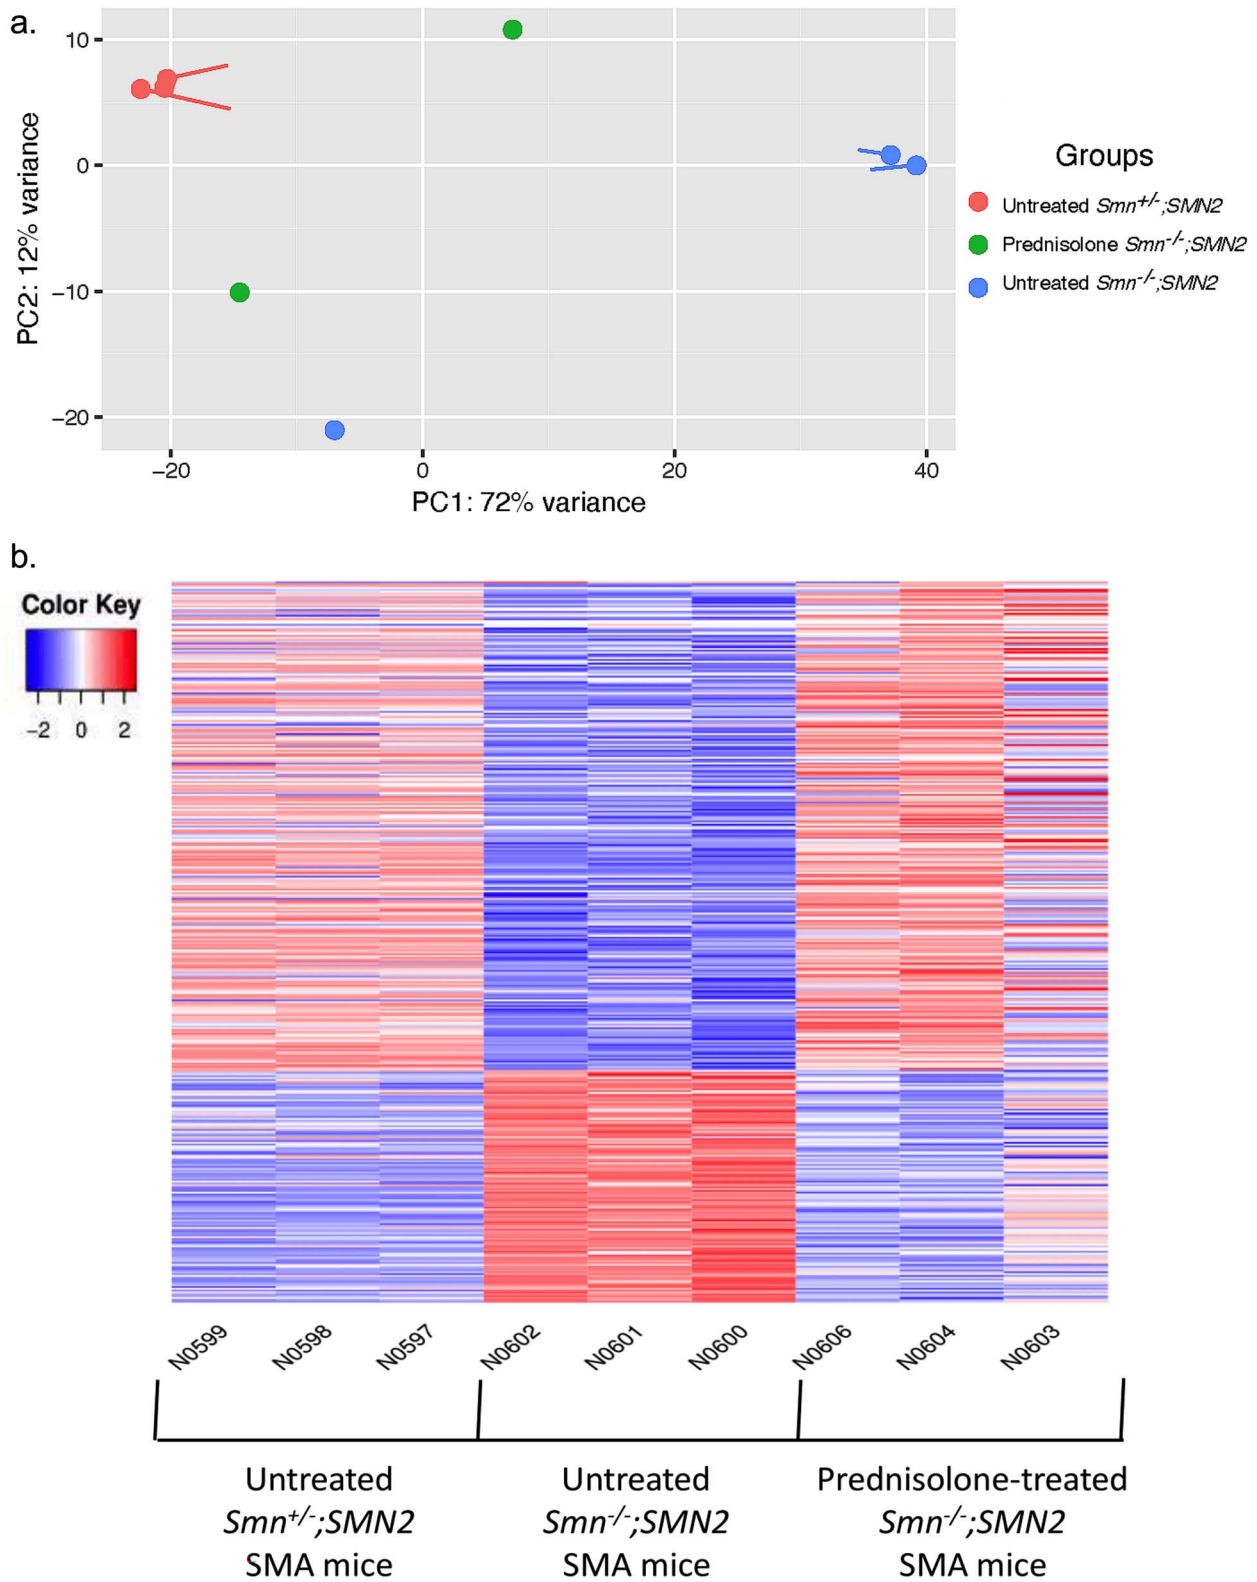 a.
10
0
−10
−20
PC2: 12% variance
−20
0
20
40
PC1: 72% variance
Groups
Untreated Smn+/-;SMN2
Prednisolone Smn-/-;SMN2
Untreated Smn-/-;SMN2
b.
Color Key
−2 0 2
N0599 N0598 N0597 N0602 N0601 N0600 N0606 N0604 N0603
Untreated
Smn+/-;SMN2
SMA mice
Untreated
Smn-/-;SMN2
SMA mice
Prednisolone-treated
Smn-/-;SMN2
SMA mice